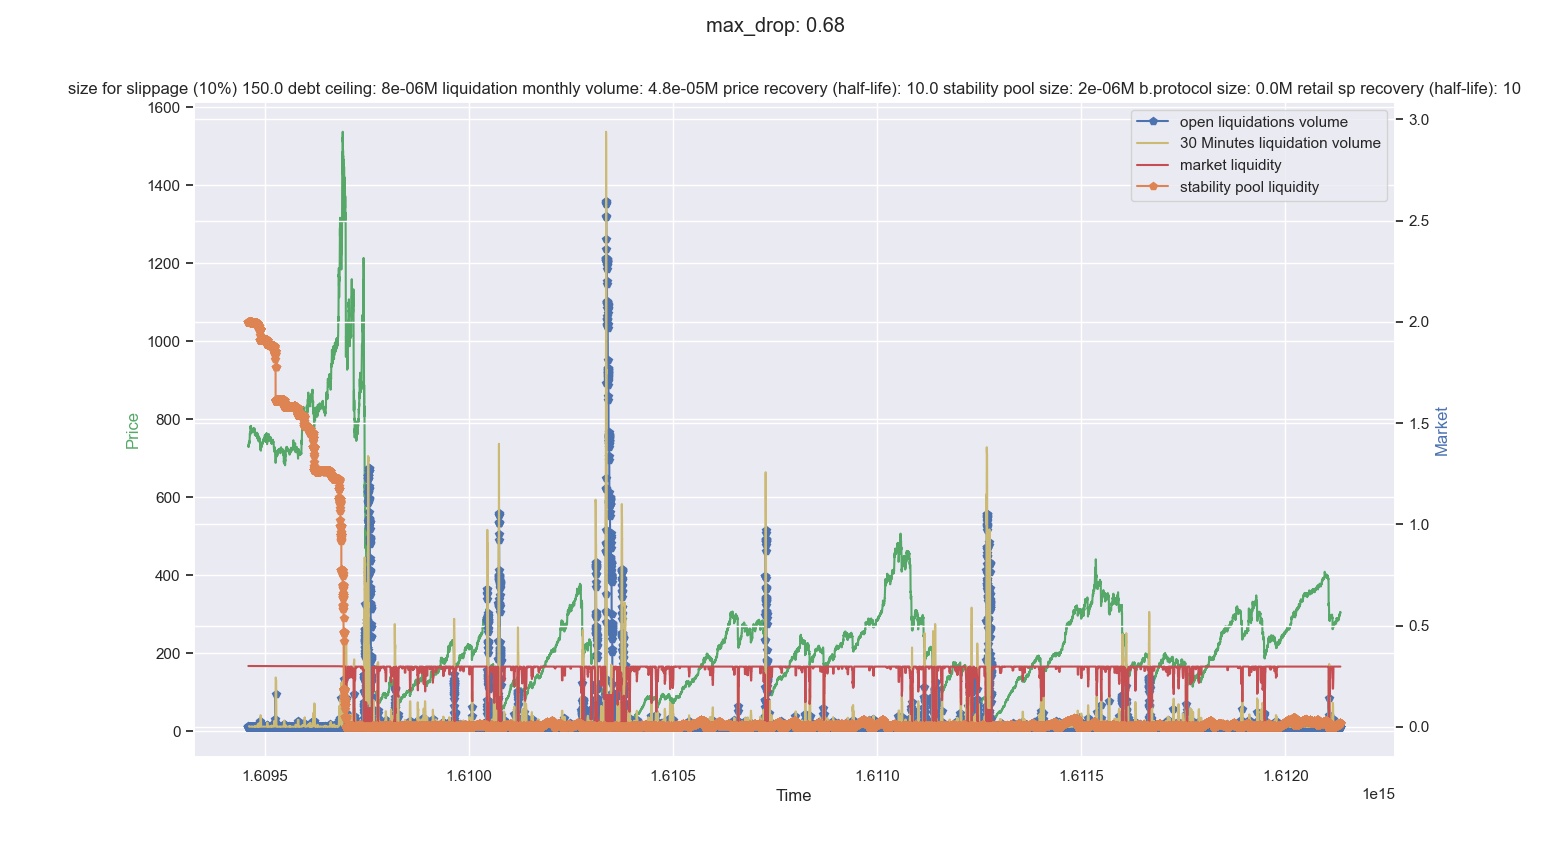 max_drop: 0.68
size for slippage (10%) 150.0 debt ceiling: 8e-06M liquidation monthly volume: 4.8e-05M price recovery (half-life): 10.0 stability pool size: 2e-06M b.protocol size: 0.0M retail sp recovery (half-life): 10
open liquidations volume
30 Minutes liquidation volume
market liquidity
stability pool liquidity
1600
1400
1200
1000
800
600
400
200
0
Price
3.0
2.5
2.0
1.5
1.0
0.5
0.0
Market
1.6095 1.6100 1.6105 1.6110 1.6115 1.6120
Time
1e15